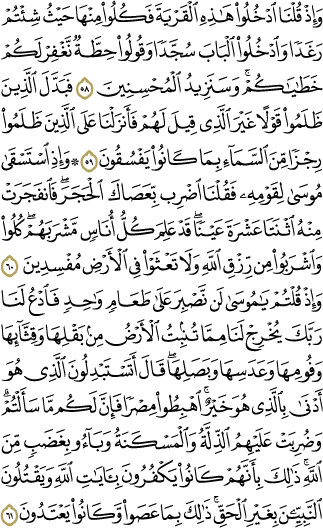 وَإِذْ قُلْنَا ٱدْخُلُوا۟ هَـٰذِهِ ٱلْقَرْيَةَ فَكُلُوا۟ مِنْهَا حَيْثُ شِئْتُمْ
رَغَدًا وَٱدْخُلُوا۟ ٱلْبَابَ سُجَّدًا وَقُولُوا۟ حِطَّةٌ نَّغْفِرْ لَكُمْ
خَطَـٰيَـٰكُمْ ۚ وَسَنَزِيدُ ٱلْمُحْسِنِينَ ٥٨ فَبَدَّلَ ٱلَّذِينَ
ظَلَمُوا۟ قَوْلًا غَيْرَ ٱلَّذِى قِيلَ لَهُمْ فَأَنزَلْنَا عَلَى ٱلَّذِينَ ظَلَمُوا۟
رِجْزًا مِّنَ ٱلسَّمَآءِ بِمَا كَانُوا۟ يَفْسُقُونَ ٥٩ ۞ وَإِذِ ٱسْتَسْقَىٰ
مُوسَىٰ لِقَوْمِهِۦ فَقُلْنَا ٱضْرِب بِّعَصَاكَ ٱلْحَجَرَ ۖ فَٱنفَجَرَتْ
مِنْهُ ٱثْنَتَا عَشْرَةَ عَيْنًا ۖ قَدْ عَلِمَ كُلُّ أُنَاسٍ مَّشْرَبَهُمْ ۖ كُلُوا۟
وَٱشْرَبُوا۟ مِن رِّزْقِ ٱللَّهِ وَلَا تَعْثَوْا۟ فِى ٱلْأَرْضِ مُفْسِدِينَ ٦٠
وَإِذْ قُلْتُمْ يَـٰمُوسَىٰ لَن نَّصْبِرَ عَلَىٰ طَعَامٍ وَٰحِدٍ فَٱدْعُ لَنَا
رَبَّكَ يُخْرِجْ لَنَا مِمَّا تُنۢبِتُ ٱلْأَرْضُ مِنۢ بَقْلِهَا وَقِثَّآئِهَا
وَفُومِهَا وَعَدَسِهَا وَبَصَلِهَا ۖ قَالَ أَتَسْتَبْدِلُونَ ٱلَّذِى هُوَ
أَدْنَىٰ بِٱلَّذِى هُوَ خَيْرٌ ۚ ٱهْبِطُوا۟ مِصْرًا فَإِنَّ لَكُم مَّا سَأَلْتُمْ ۗ
وَضُرِبَتْ عَلَيْهِمُ ٱلذِّلَّةُ وَٱلْمَسْكَنَةُ وَبَآءُو بِغَضَبٍ مِّنَ
ٱللَّهِ ۗ ذَٰلِكَ بِأَنَّهُمْ كَانُوا۟ يَكْفُرُونَ بِـَٔايَـٰتِ ٱللَّهِ وَيَقْتُلُونَ
ٱلنَّبِيِّـۧنَ بِغَيْرِ ٱلْحَقِّ ۗ ذَٰلِكَ بِمَا عَصَوا۟ وَّكَانُوا۟ يَعْتَدُونَ ٦١